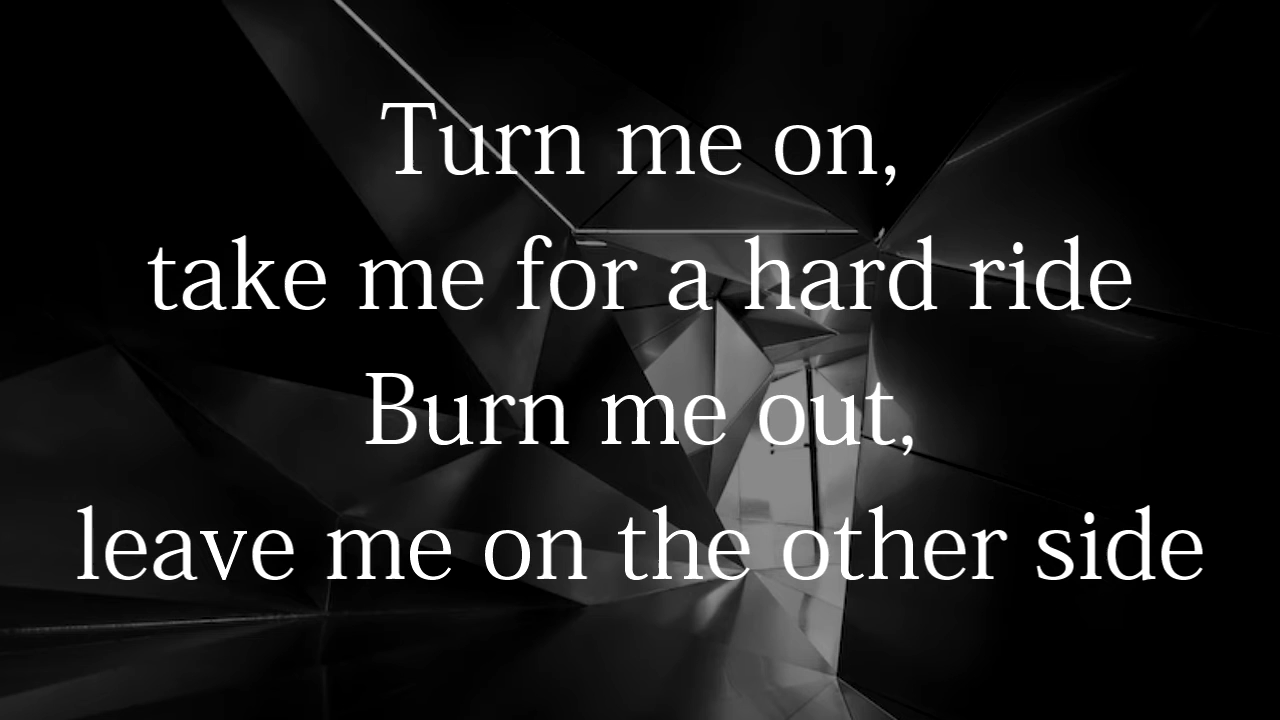 Turn me on,
take me for a hard ride
Burn me out,
leave me on the other side